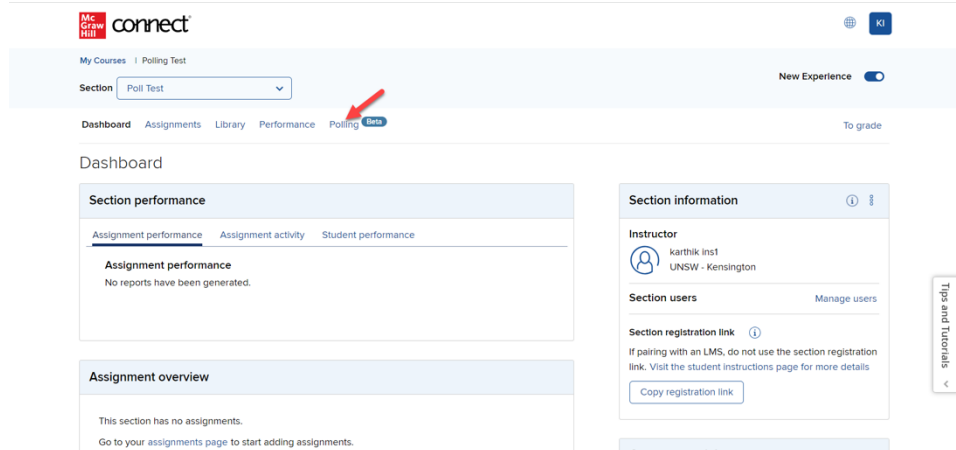 Mc
Graw
Hill
connect
KI
My Courses | Polling Test
Section Poll Test
New Experience
Dashboard Assignments Library Performance Polling Beta
To grade
Dashboard
Section performance
Assignment performance Assignment activity Student performance
Assignment performance
No reports have been generated.
Assignment overview
This section has no assignments.
Go to your assignments page to start adding assignments.
Section information
Instructor
karthik ins1
UNSW - Kensington
Section users Manage users
Section registration link
If pairing with an LMS, do not use the section registration
link. Visit the student instructions page for more details
Copy registration link
Tips and Tutorials